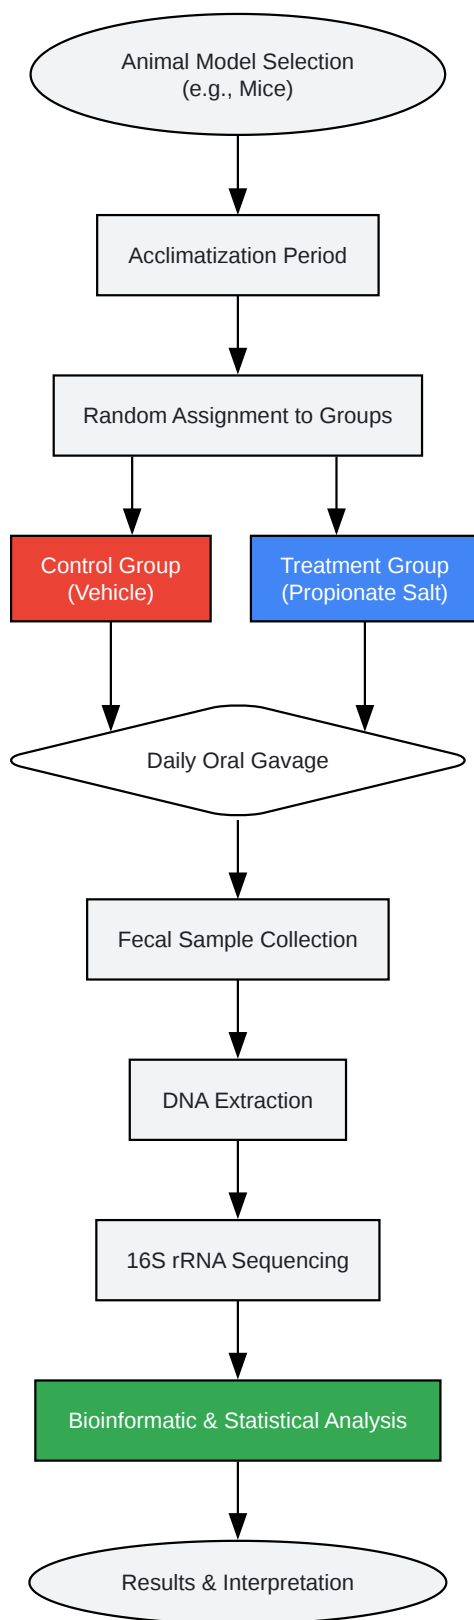 Animal Model Selection
(e.g., Mice)
Acclimatization Period
Random Assignment to Groups
Control Group
(Vehicle)
Treatment Group
(Propionate Salt)
Daily Oral Gavage
Fecal Sample Collection
DNA Extraction
16S rRNA Sequencing
Bioinformatic & Statistical Analysis
Results & Interpretation